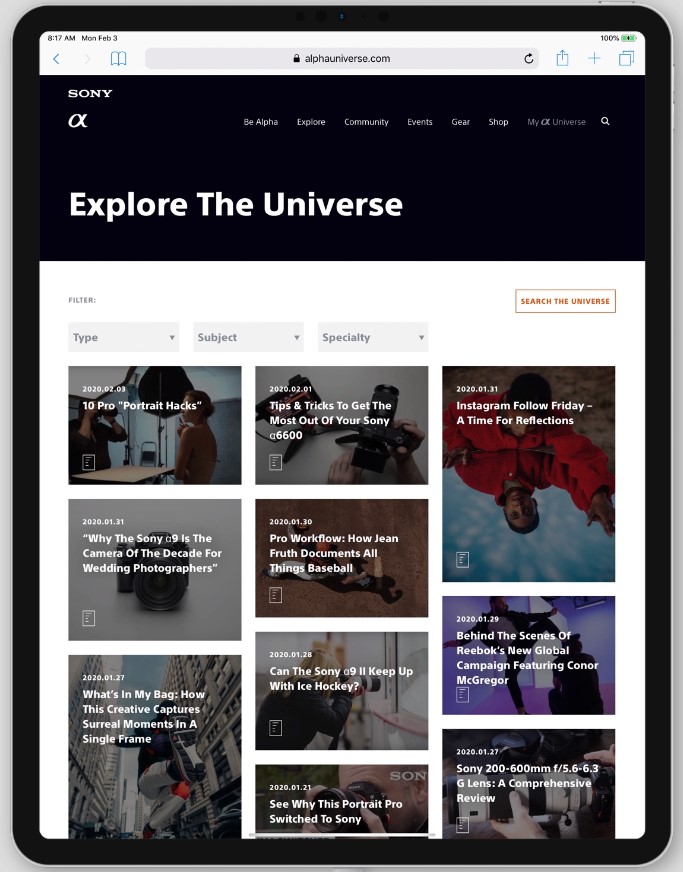 8:17 AM Mon Feb 3
100%
alphauniverse.com
SONY
α
Be Alpha Explore Community Events Gear Shop My α Universe
Explore The Universe
FILTER:
SEARCH THE UNIVERSE
Type
Subject
Specialty
2020.02.03
10 Pro "Portrait Hacks"
2020.02.01
Tips & Tricks To Get The
Most Out Of Your Sony
α6600
2020.01.31
Instagram Follow Friday –
A Time For Reflections
2020.01.31
“Why The Sony α9 Is The
Camera Of The Decade For
Wedding Photographers”
2020.01.30
Pro Workflow: How Jean
Fruth Documents All
Things Baseball
2020.01.29
Behind The Scenes Of
Reebok's New Global
Campaign Featuring Conor
McGregor
2020.01.28
Can The Sony α9 II Keep Up
With Ice Hockey?
2020.01.27
What's In My Bag: How
This Creative Captures
Surreal Moments In A
Single Frame
2020.01.27
Sony 200-600mm f/5.6-6.3
G Lens: A Comprehensive
Review
SONY
2020.01.21
See Why This Portrait Pro
Switched To Sony